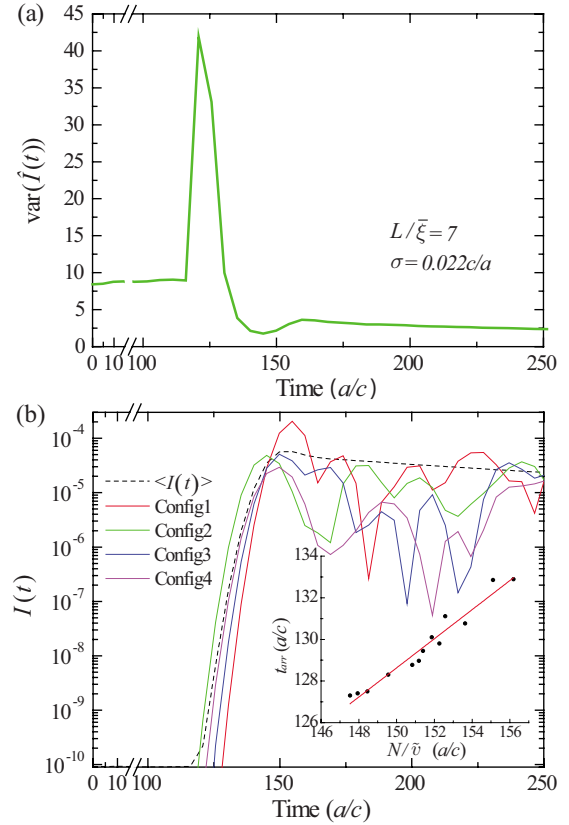 (a)
45
40
35
30
25
20
15
10
5
0
var(Î(t))
L/ξ̄ = 7
σ = 0.022c/a
0 10 100 150 200 250
Time (a/c)
(b)
10⁻⁴
10⁻⁵
10⁻⁶
10⁻⁷
10⁻⁸
10⁻⁹
10⁻¹⁰
I(t)
<I(t)>
Config1
Config2
Config3
Config4
134
132
130
128
126
t_arr (a/c)
146 148 150 152 154 156
N/ṽ (a/c)
0 10 100 150 200 250
Time (a/c)